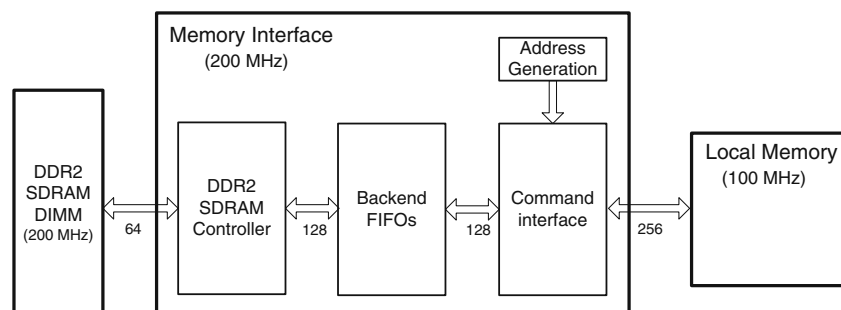 Memory Interface
(200 MHz)
Address
Generation
DDR2
SDRAM
DIMM
(200 MHz)
64
DDR2
SDRAM
Controller
128
Backend
FIFOs
128
Command
interface
256
Local Memory
(100 MHz)